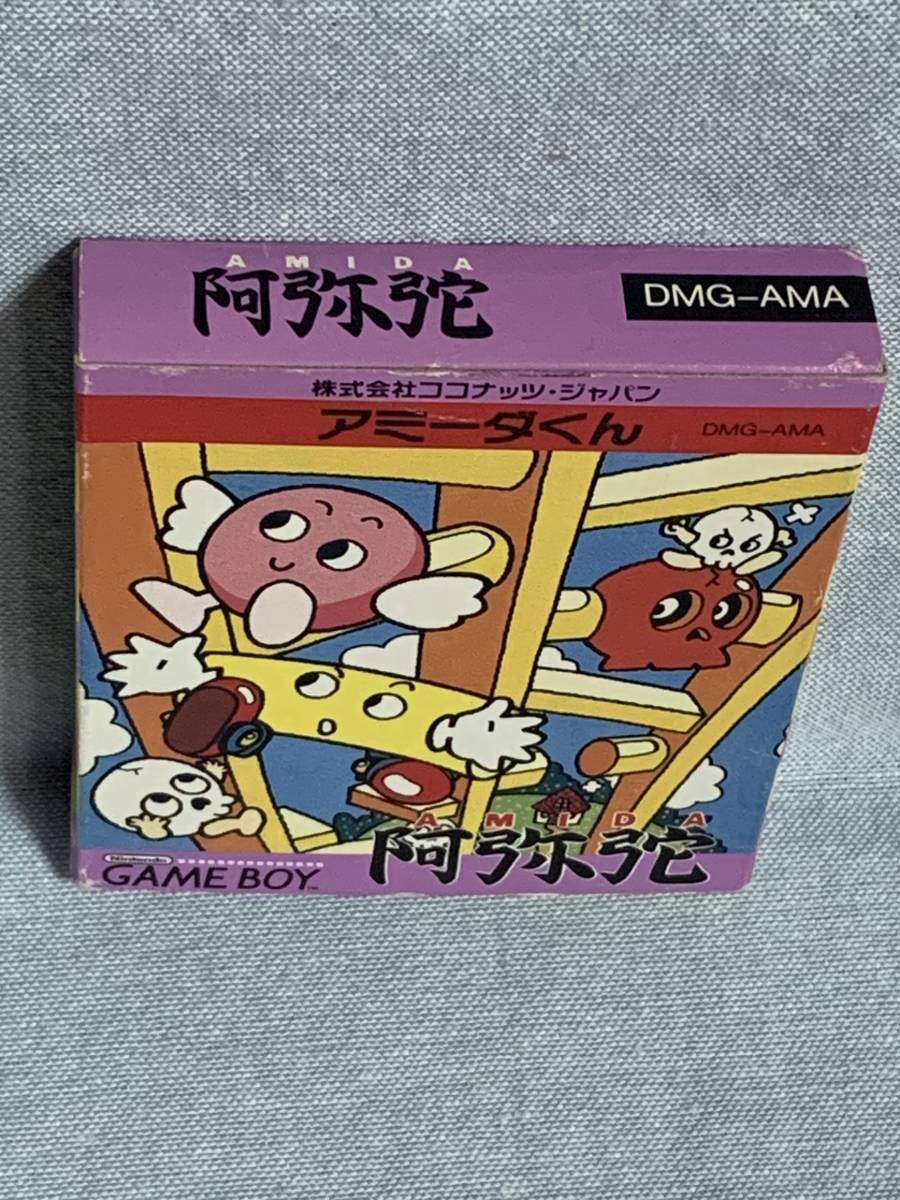 AMIDA
阿弥陀
DMG-AMA
株式会社ココナッツ・ジャパン
アミーダくん
DMG-AMA
AMIDA
阿弥陀
Nintendo
GAME BOY™